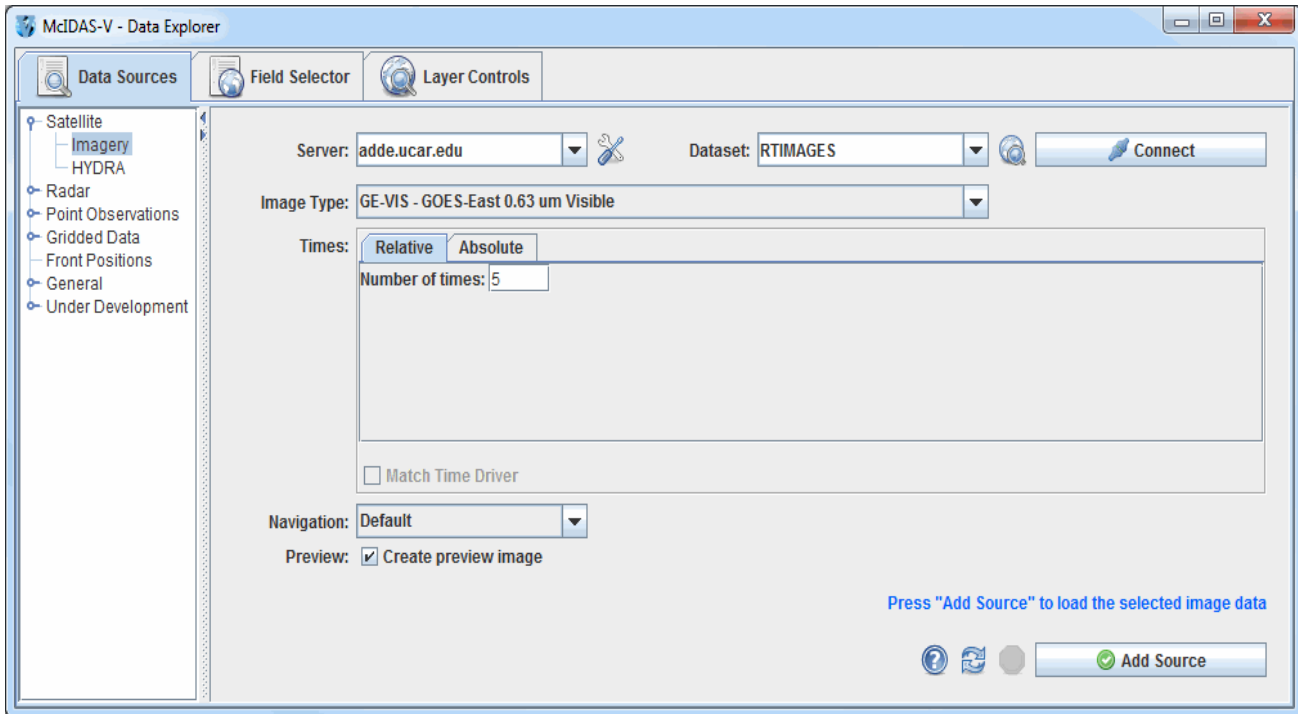 McIDAS-V - Data Explorer
Data Sources
Field Selector
Layer Controls
Satellite
Imagery
HYDRA
Radar
Point Observations
Gridded Data
Front Positions
General
Under Development
Server: adde.ucar.edu
Dataset: RTIMAGES
Connect
Image Type: GE-VIS - GOES-East 0.63 um Visible
Times:
Relative
Absolute
Number of times: 5
Match Time Driver
Navigation: Default
Preview: Create preview image
Press "Add Source" to load the selected image data
Add Source